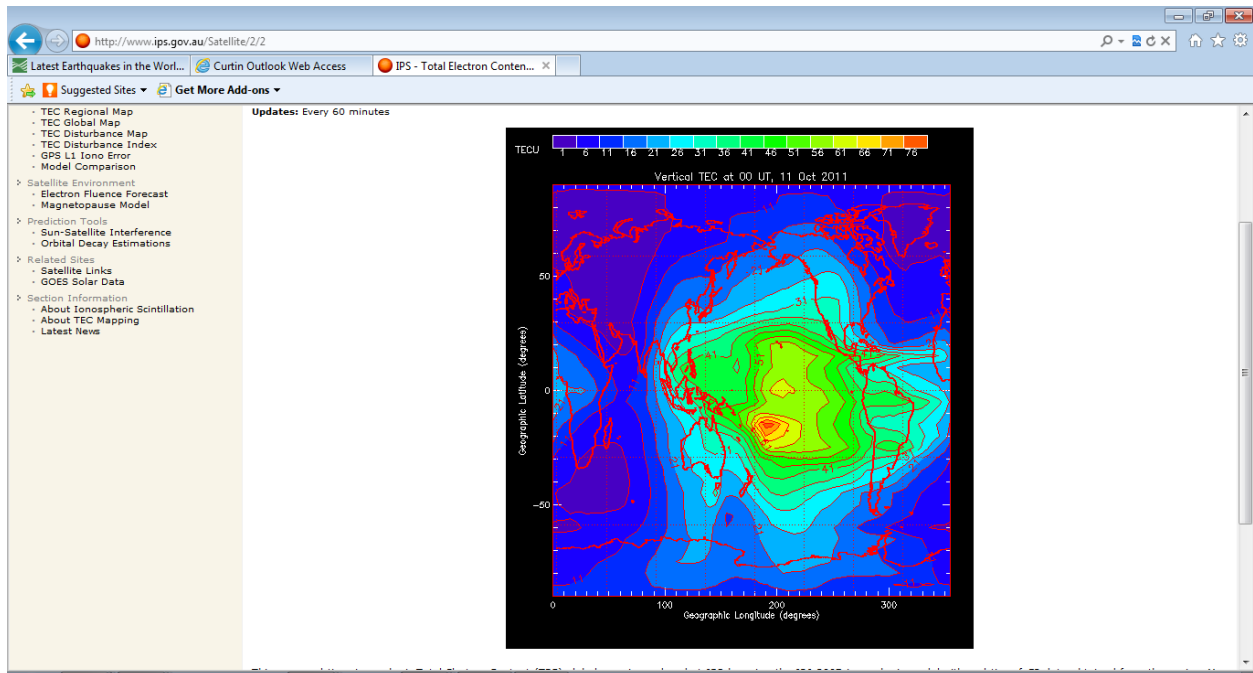 http://www.ips.gov.au/Satellite/2/2
Latest Earthquakes in the Worl...
Curtin Outlook Web Access
IPS - Total Electron Conten...
Suggested Sites
Get More Add-ons
TEC Regional Map
TEC Global Map
TEC Disturbance Map
TEC Disturbance Index
GPS L1 Iono Error
Model Comparison
Satellite Environment
Electron Fluence Forecast
Magnetopause Model
Prediction Tools
Sun-Satellite Interference
Orbital Decay Estimations
Related Sites
Satellite Links
GOES Solar Data
Section Information
About Ionospheric Scintillation
About TEC Mapping
Latest News
Updates: Every 60 minutes
TECU
1 6 11 16 21 26 31 36 41 46 51 56 61 66 71 76
Vertical TEC at 00 UT, 11 Oct 2011
50
0
-50
Geographic Latitude (degrees)
31
41
51
41
0 100 200 300
Geographic Longitude (degrees)